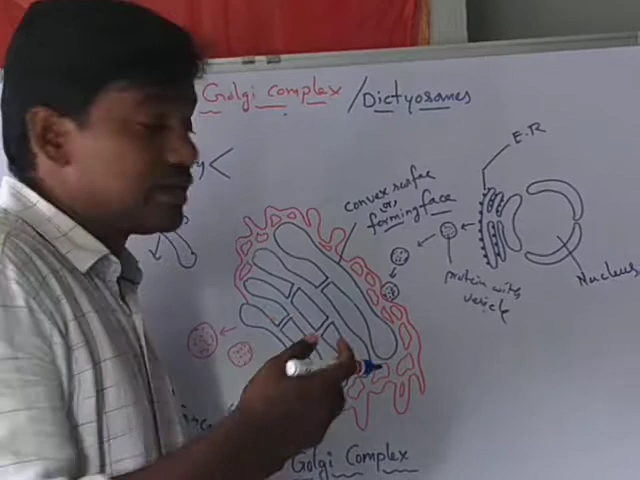 Golgi complex / Dictyosomes
E.R
convex surface
or,
forming face
protein with
vesicle
Nucleus
Golgi Complex